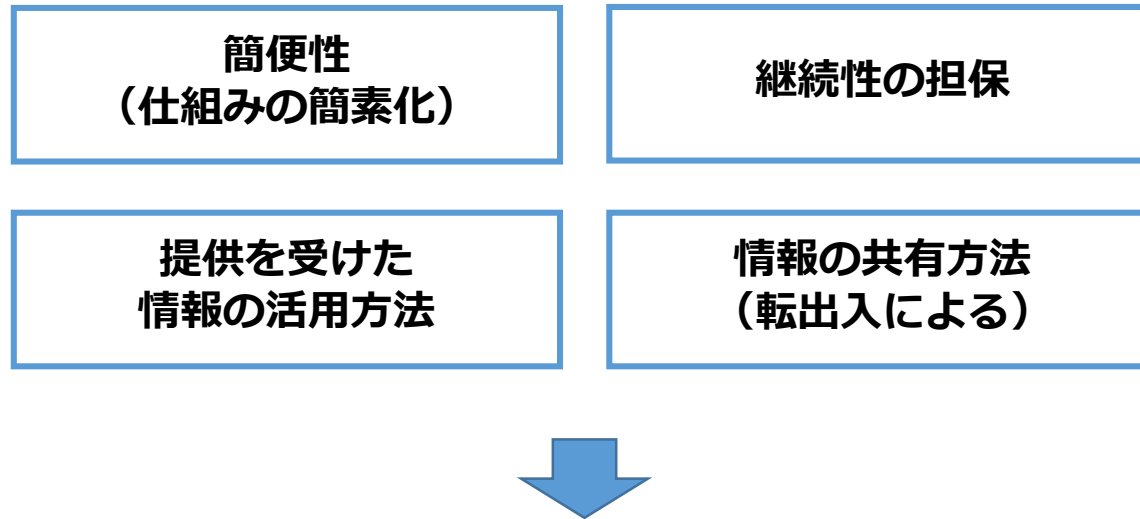 簡便性
（仕組みの簡素化）
継続性の担保
提供を受けた
情報の活用方法
情報の共有方法
（転出入による）